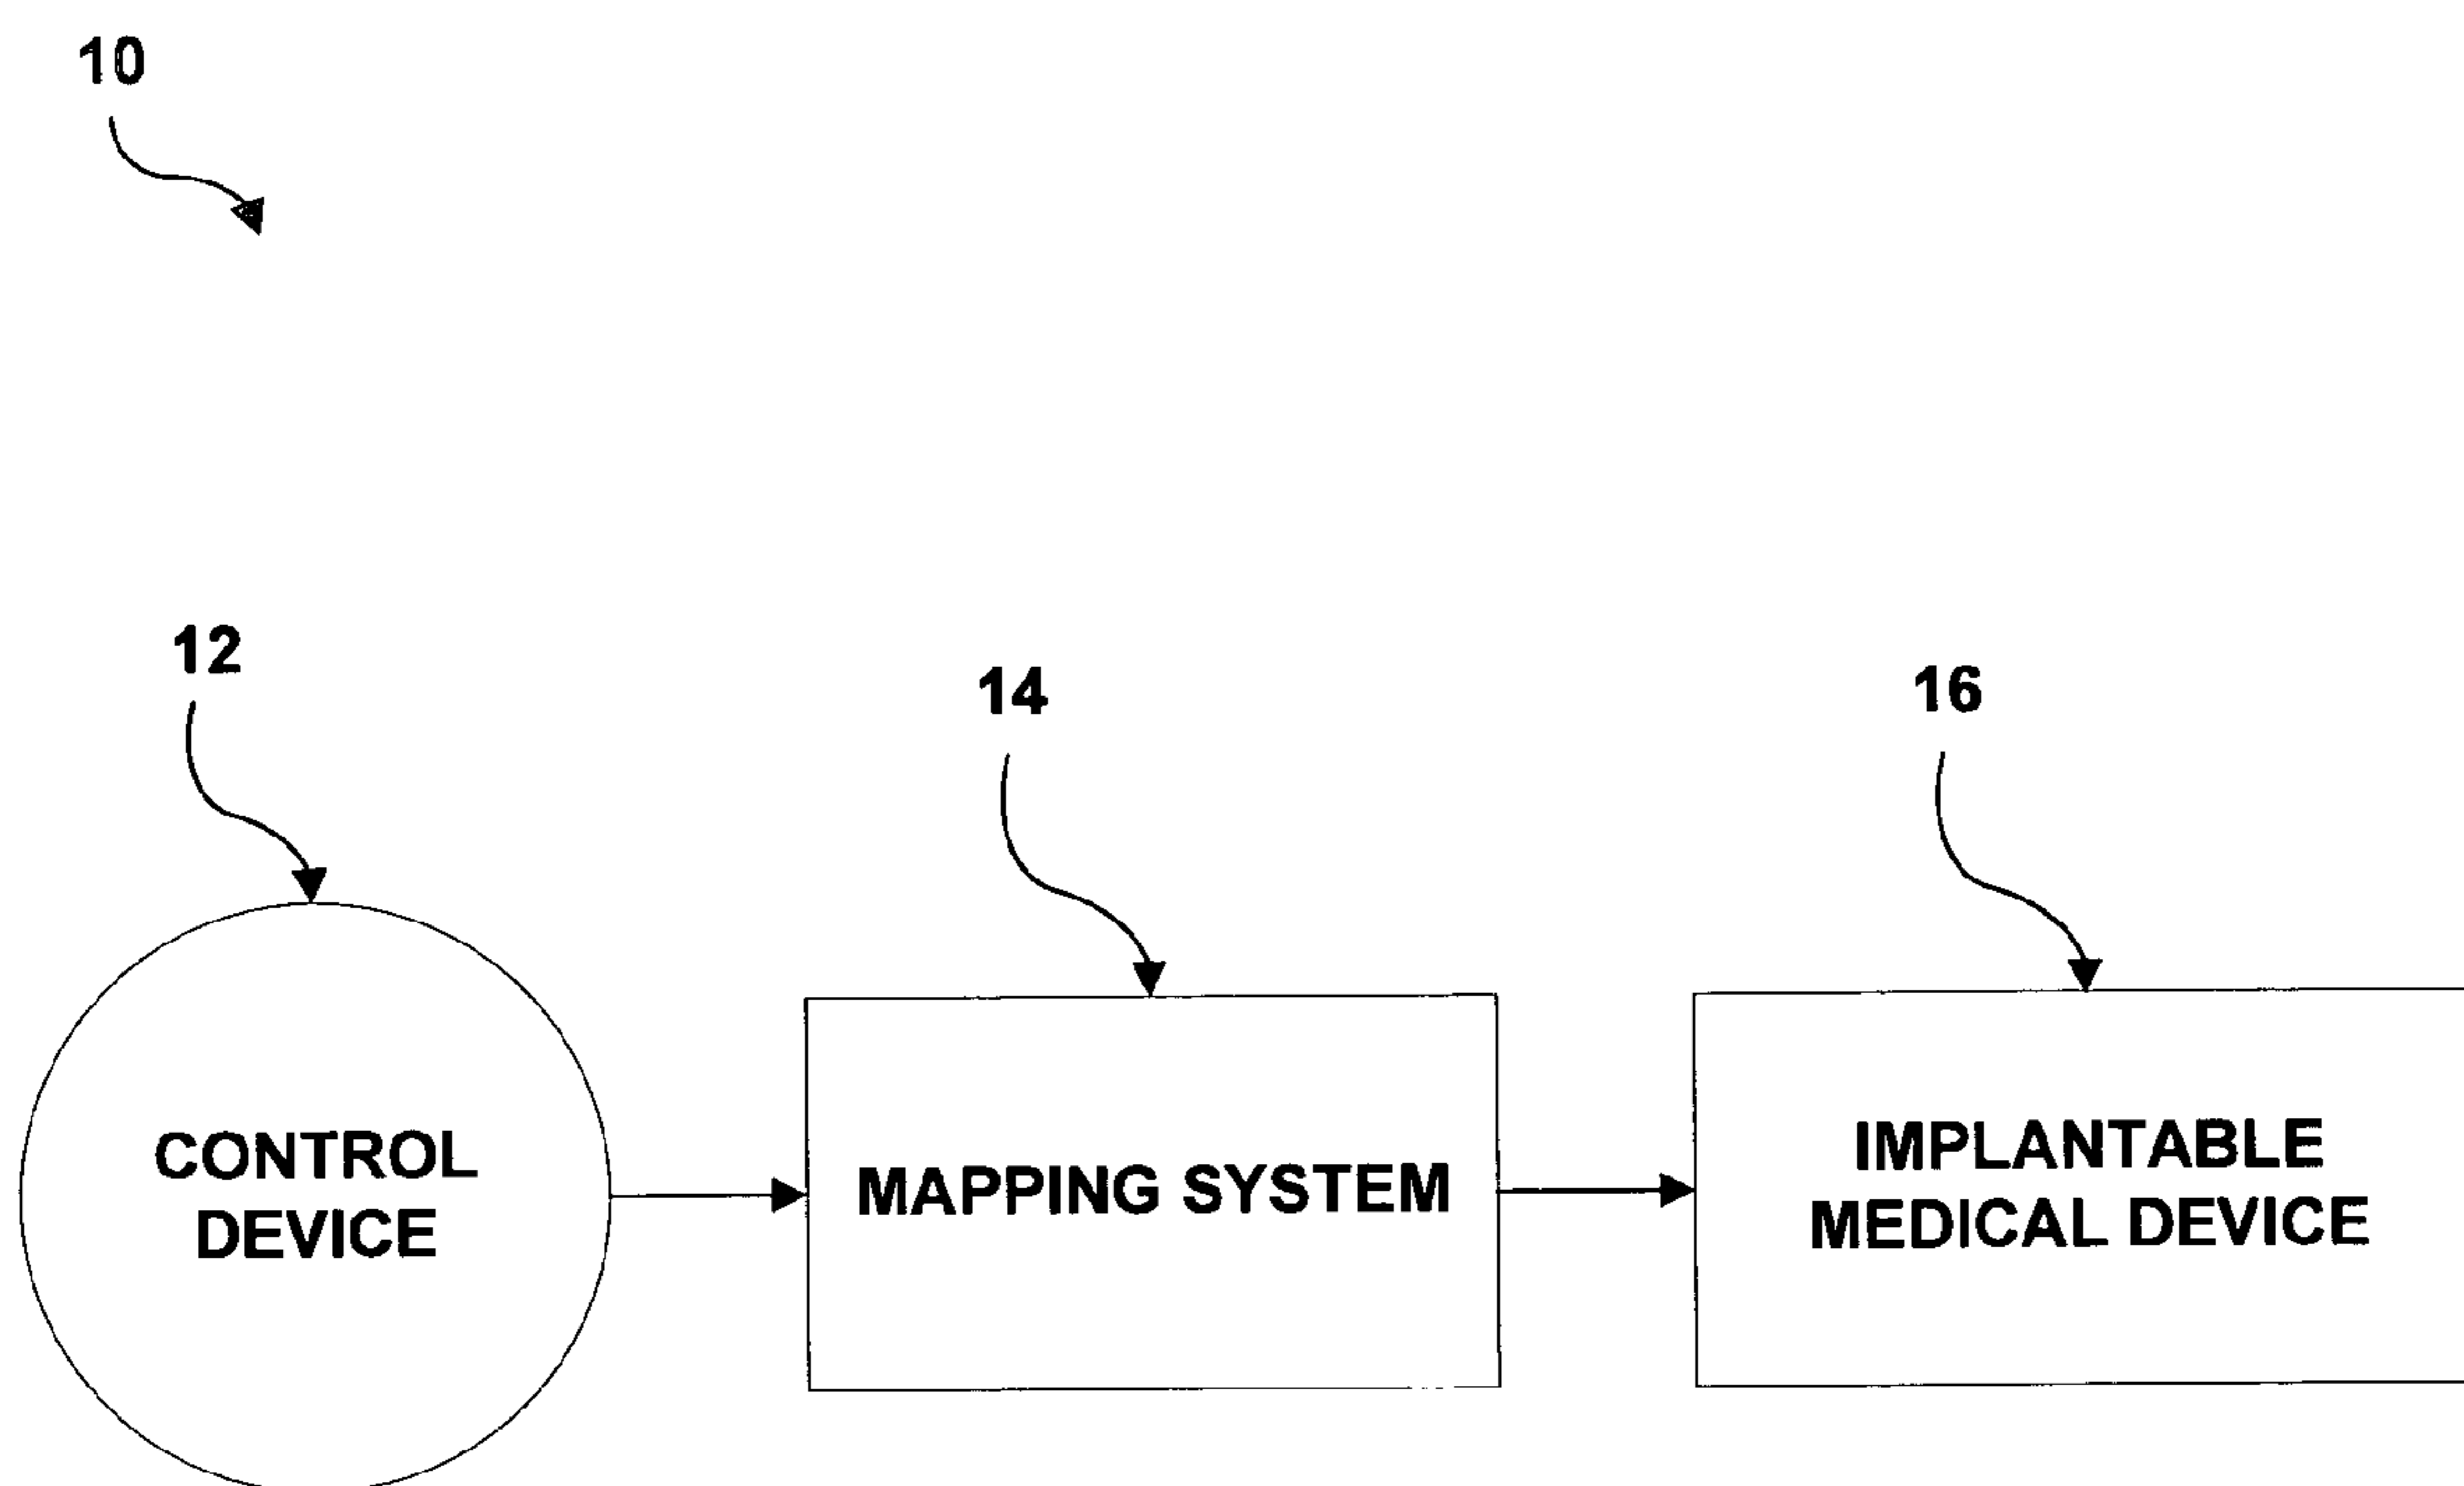 10
12
14
16
CONTROL
DEVICE
MAPPING SYSTEM
IMPLANTABLE
MEDICAL DEVICE